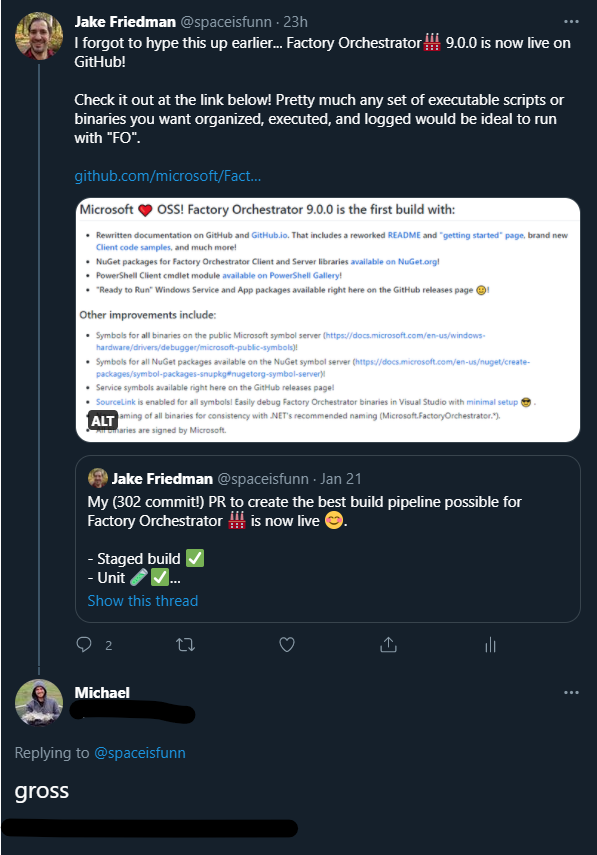 Jake Friedman @spaceisfunn · 23h
I forgot to hype this up earlier... Factory Orchestrator🏭 9.0.0 is now live on
GitHub!
Check it out at the link below! Pretty much any set of executable scripts or
binaries you want organized, executed, and logged would be ideal to run
with "FO".
github.com/microsoft/Fact...
Microsoft ❤️ OSS! Factory Orchestrator 9.0.0 is the first build with:
• Rewritten documentation on GitHub and GitHub.io. That includes a reworked README and "getting started" page, brand new
Client code samples, and much more!
• NuGet packages for Factory Orchestrator Client and Server libraries available on NuGet.org!
• PowerShell Client cmdlet module available on PowerShell Gallery!
• "Ready to Run" Windows Service and App packages available right here on the GitHub releases page 😀!
Other improvements include:
• Symbols for all binaries on the public Microsoft symbol server (https://docs.microsoft.com/en-us/windows-
hardware/drivers/debugger/microsoft-public-symbols)!
• Symbols for all NuGet packages available on the NuGet symbol server (https://docs.microsoft.com/en-us/nuget/create-
packages/symbol-packages-snupkg#nugetorg-symbol-server)!
• Service symbols available right here on the GitHub releases page!
• SourceLink is enabled for all symbols! Easily debug Factory Orchestrator binaries in Visual Studio with minimal setup 😎 .
aming of all binaries for consistency with .NET's recommended naming (Microsoft.FactoryOrchestrator.*).
ALT
• All binaries are signed by Microsoft.
Jake Friedman @spaceisfunn · Jan 21
My (302 commit!) PR to create the best build pipeline possible for
Factory Orchestrator 🏭 is now live 😊.
- Staged build ✅
- Unit 🧪✅...
Show this thread
2
Michael
Replying to @spaceisfunn
gross